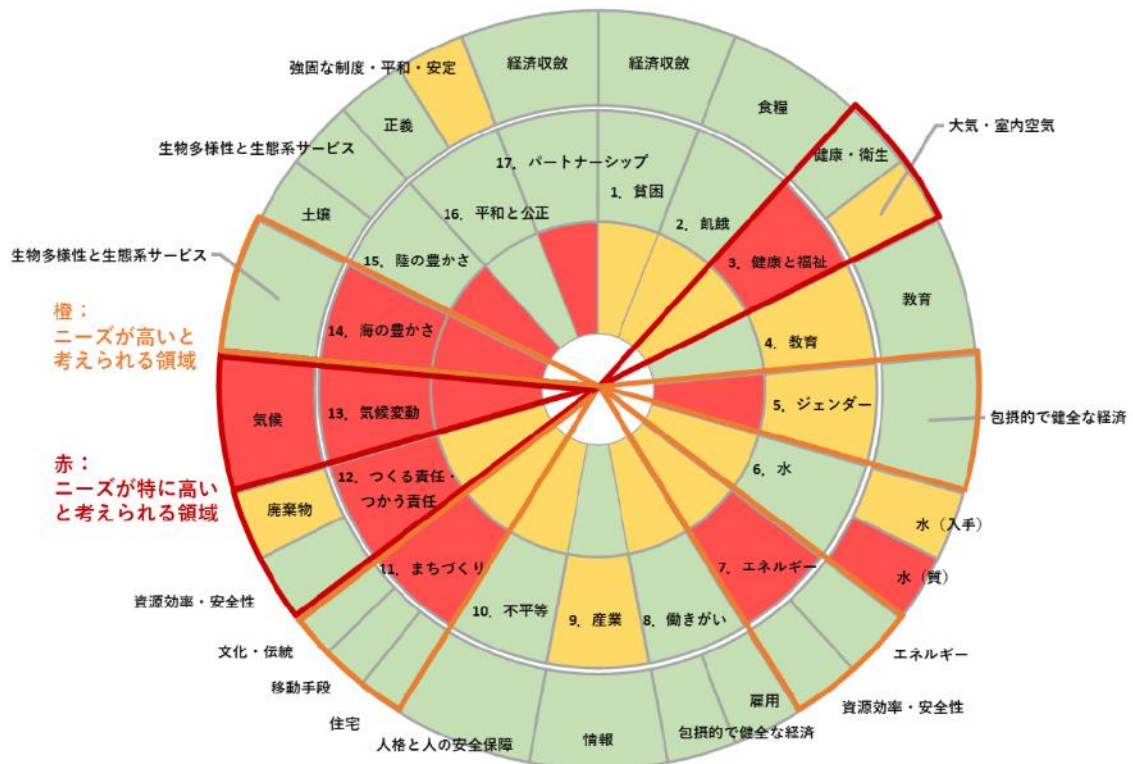 強固な制度・平和・安定
経済収斂
経済収斂
食糧
大気・室内空気
正義
健康・衛生
生物多様性と生態系サービス
17. パートナーシップ
1. 貧困
16. 平和と公正
2. 飢餓
土壌
生物多様性と生態系サービス
15. 陸の豊かさ
3. 健康と福祉
教育
橙:
ニーズが高いと
考えられる領域
14. 海の豊かさ
4. 教育
気候
13. 気候変動
5. ジェンダー
包摂的で健全な経済
赤:
ニーズが特に高い
と考えられる領域
12. つくる責任・
つかう責任
6. 水
廃棄物
水(入手)
11. まちづくり
7. エネルギー
水(質)
資源効率・安全性
10. 不平等
9. 産業
8. 働きがい
文化・伝統
エネルギー
移動手段
雇用
資源効率・安全性
住宅
人格と人の安全保障
情報
包摂的で健全な経済